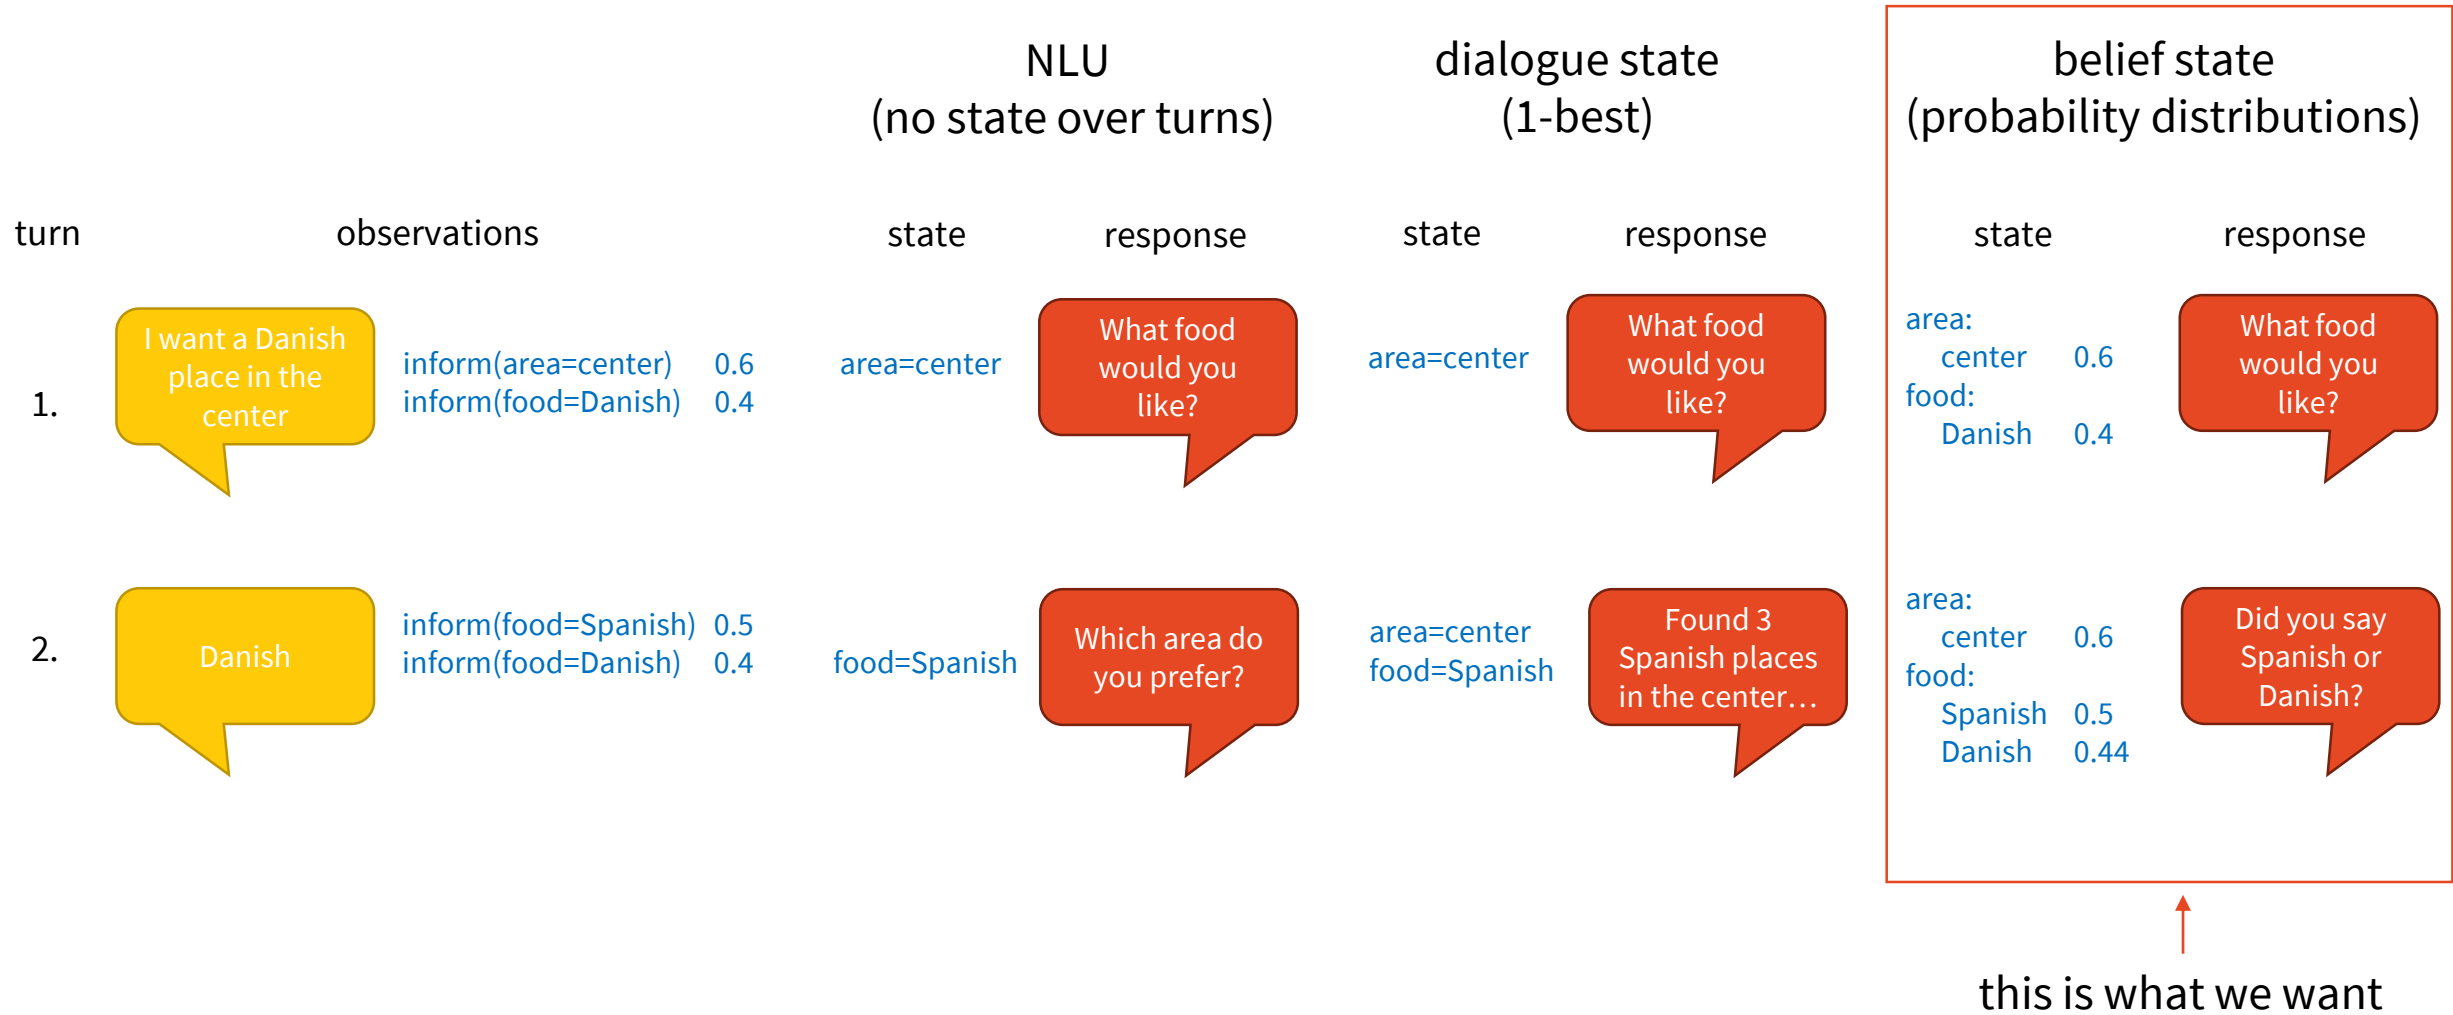 NLU
(no state over turns)
dialogue state
(1-best)
belief state
(probability distributions)
turn
observations
state
response
state
response
state
response
1.
I want a Danish
place in the
center
inform(area=center) 0.6
inform(food=Danish) 0.4
area=center
What food
would you
like?
area=center
What food
would you
like?
area:
center 0.6
food:
Danish 0.4
What food
would you
like?
2.
Danish
inform(food=Spanish) 0.5
inform(food=Danish) 0.4
food=Spanish
Which area do
you prefer?
area=center
food=Spanish
Found 3
Spanish places
in the center…
area:
center 0.6
food:
Spanish 0.5
Danish 0.44
Did you say
Spanish or
Danish?
this is what we want